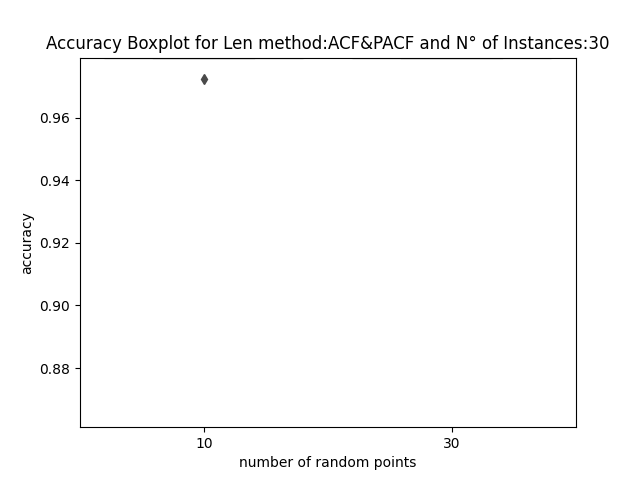 Accuracy Boxplot for Len method:ACF&PACF and N° of Instances:30
0.96
0.94
0.92
0.90
0.88
accuracy
10
30
number of random points